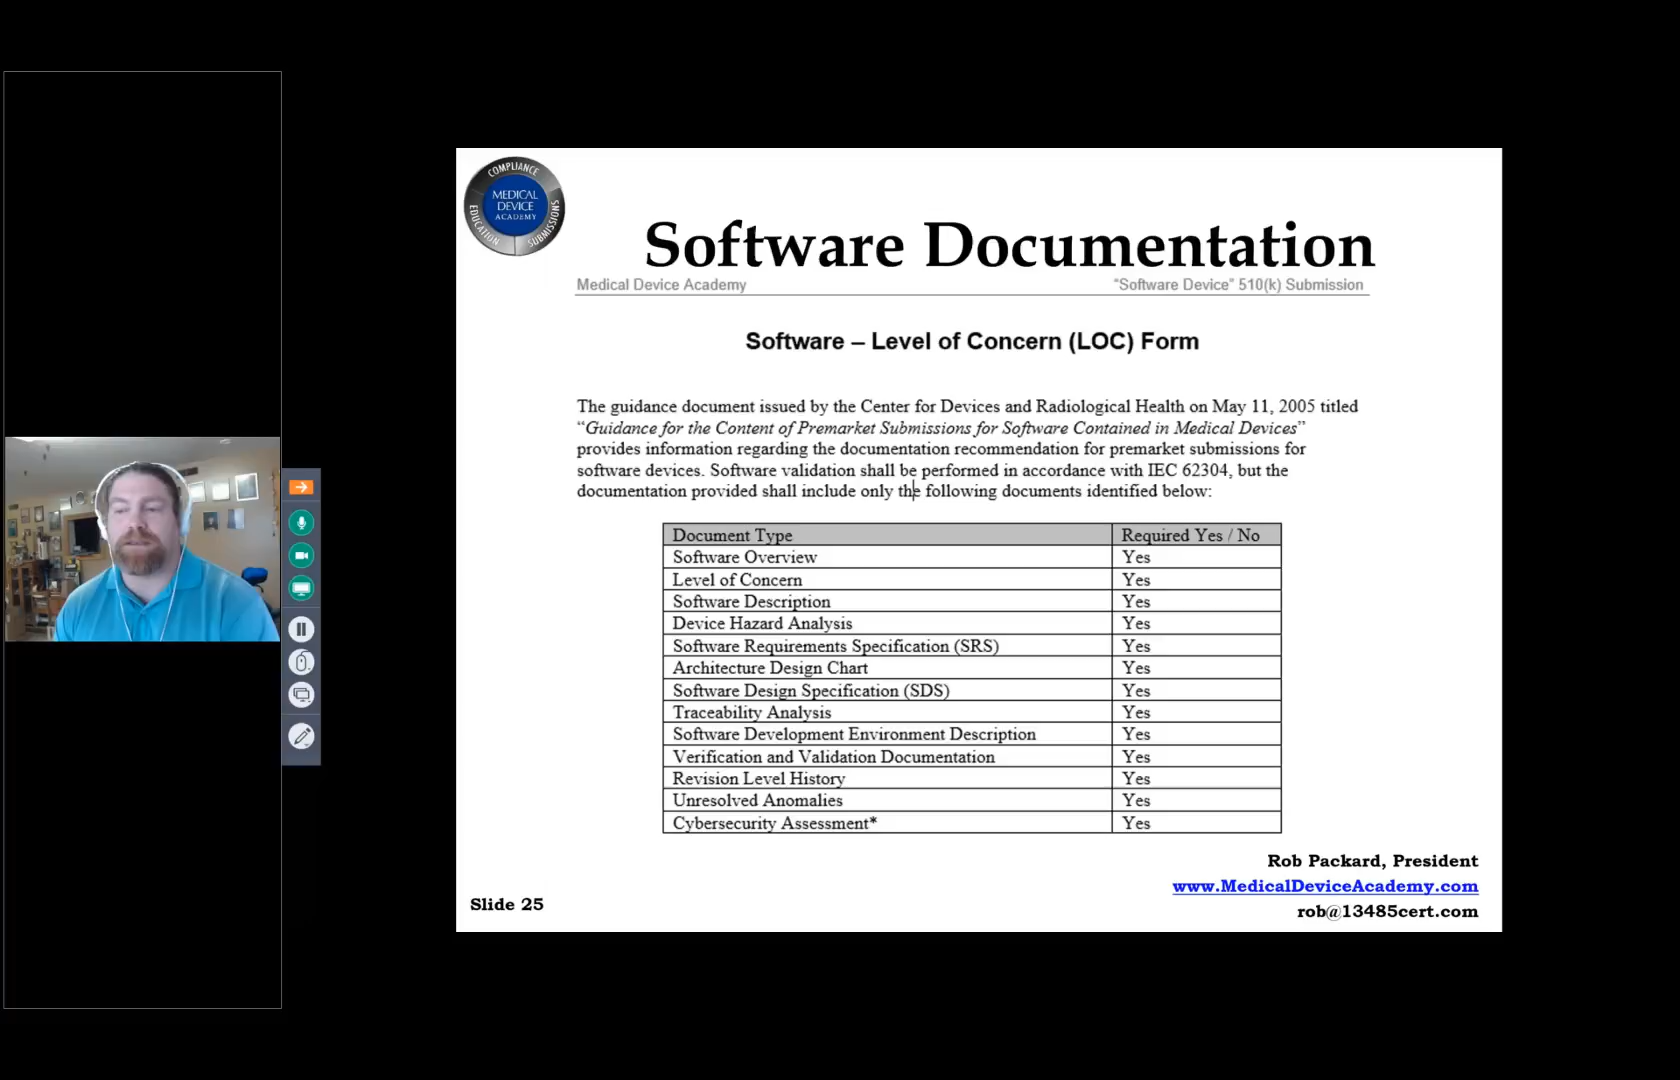 COMPLIANCE
EDUCATION
SUBMISSIONS
MEDICAL
DEVICE
ACADEMY
Software Documentation
Medical Device Academy
"Software Device" 510(k) Submission
Software – Level of Concern (LOC) Form
The guidance document issued by the Center for Devices and Radiological Health on May 11, 2005 titled
“Guidance for the Content of Premarket Submissions for Software Contained in Medical Devices”
provides information regarding the documentation recommendation for premarket submissions for
software devices. Software validation shall be performed in accordance with IEC 62304, but the
documentation provided shall include only the following documents identified below:
Document Type Required Yes / No
Software Overview Yes
Level of Concern Yes
Software Description Yes
Device Hazard Analysis Yes
Software Requirements Specification (SRS) Yes
Architecture Design Chart Yes
Software Design Specification (SDS) Yes
Traceability Analysis Yes
Software Development Environment Description Yes
Verification and Validation Documentation Yes
Revision Level History Yes
Unresolved Anomalies Yes
Cybersecurity Assessment* Yes
Rob Packard, President
www.MedicalDeviceAcademy.com
rob@13485cert.com
Slide 25